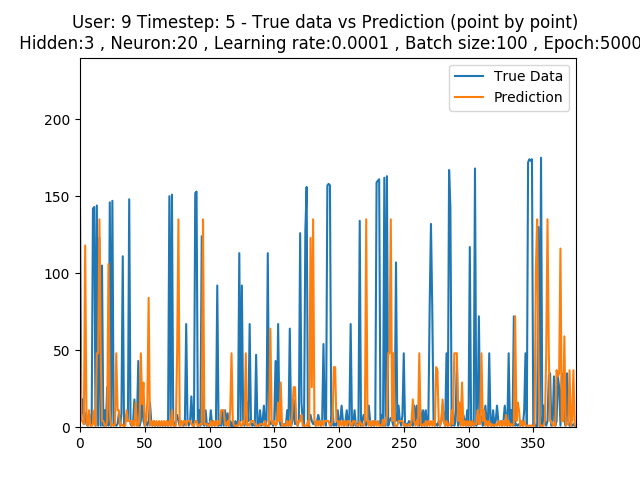 User: 9 Timestep: 5 - True data vs Prediction (point by point)
Hidden:3 , Neuron:20 , Learning rate:0.0001 , Batch size:100 , Epoch:5000
True Data
Prediction
200
150
100
50
0
0 50 100 150 200 250 300 350